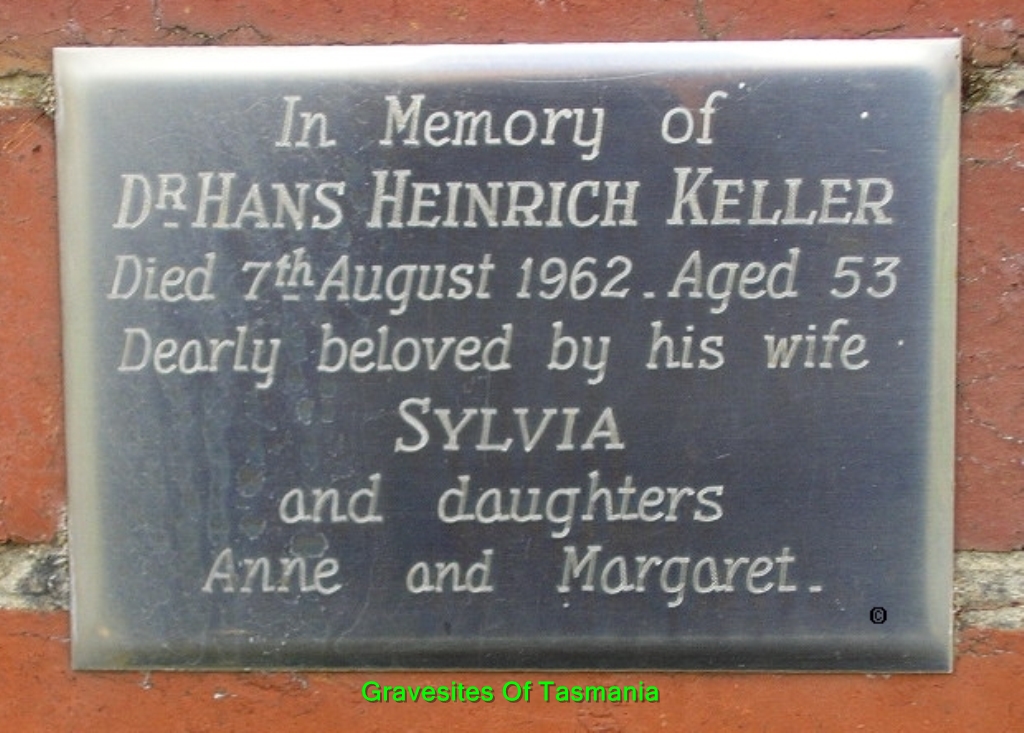 In Memory of
DR HANS HEINRICH KELLER
Died 7th August 1962. Aged 53
Dearly beloved by his wife
SYLVIA
and daughters
Anne and Margaret.
©
Gravesites Of Tasmania